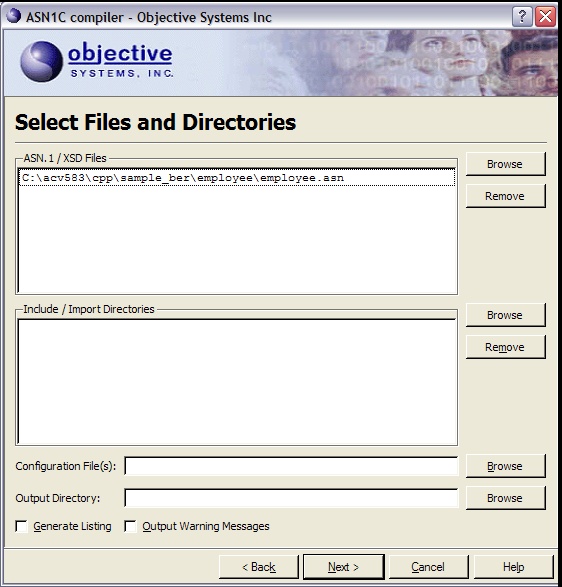 ASN1C compiler - Objective Systems Inc
objective
SYSTEMS, INC.
Select Files and Directories
ASN.1 / XSD Files
C:\acv583\cpp\sample_ber\employee\employee.asn
Browse
Remove
Include / Import Directories
Browse
Remove
Configuration File(s):
Browse
Output Directory:
Browse
Generate Listing
Output Warning Messages
< Back
Next >
Cancel
Help